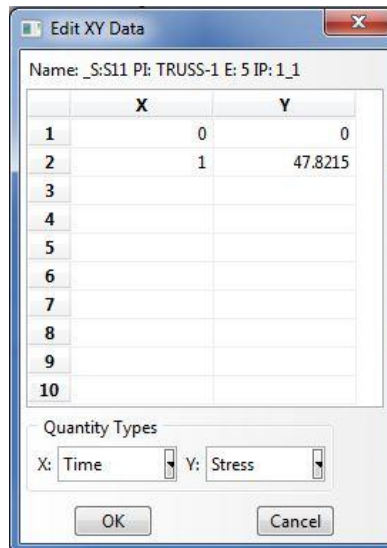 Edit XY Data
Name: _S:S11 PI: TRUSS-1 E: 5 IP: 1_1
X Y
1 0 0
2 1 47.8215
3
4
5
6
7
8
9
10
Quantity Types
X: Time Y: Stress
OK Cancel